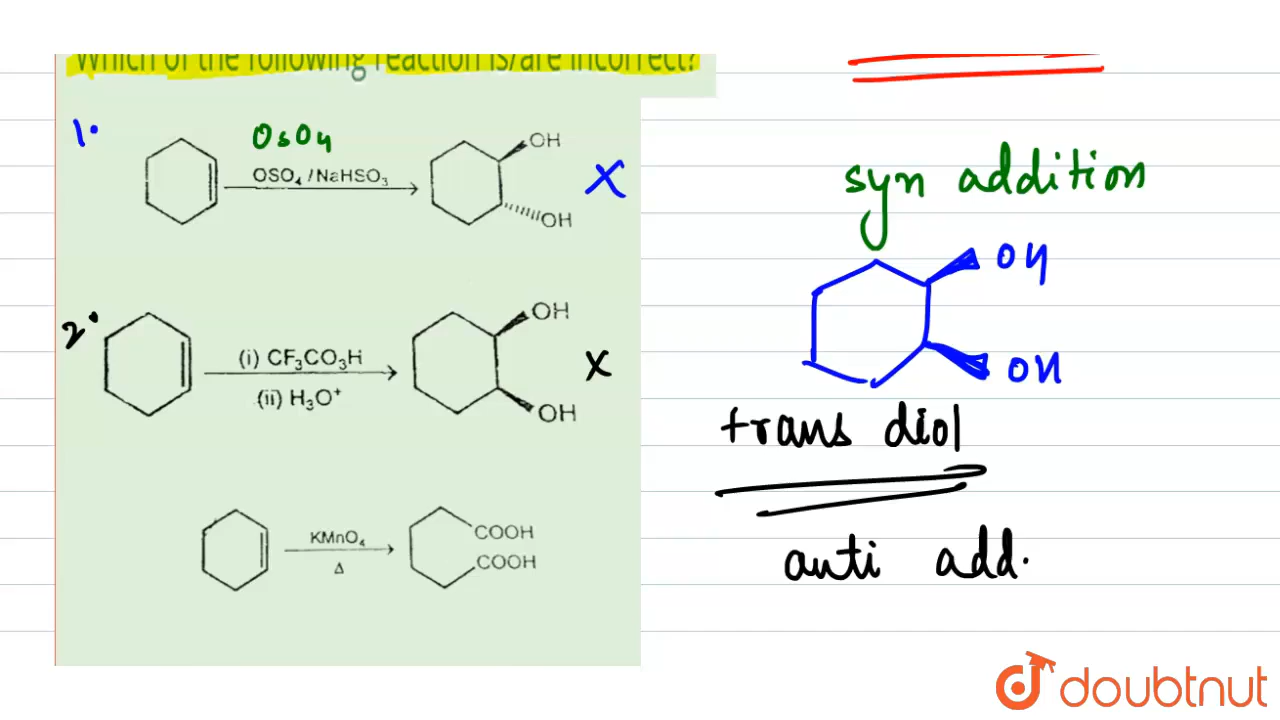 Which of the following reaction is/are incorrect?
1.
OsO4
OSO₄ / NaHSO₃
OH
OH
X
syn addition
OH
OH
2.
(i) CF₃CO₃H
(ii) H₃O⁺
OH
OH
X
trans diol
anti add.
KMnO₄
Δ
COOH
COOH
doubtnut